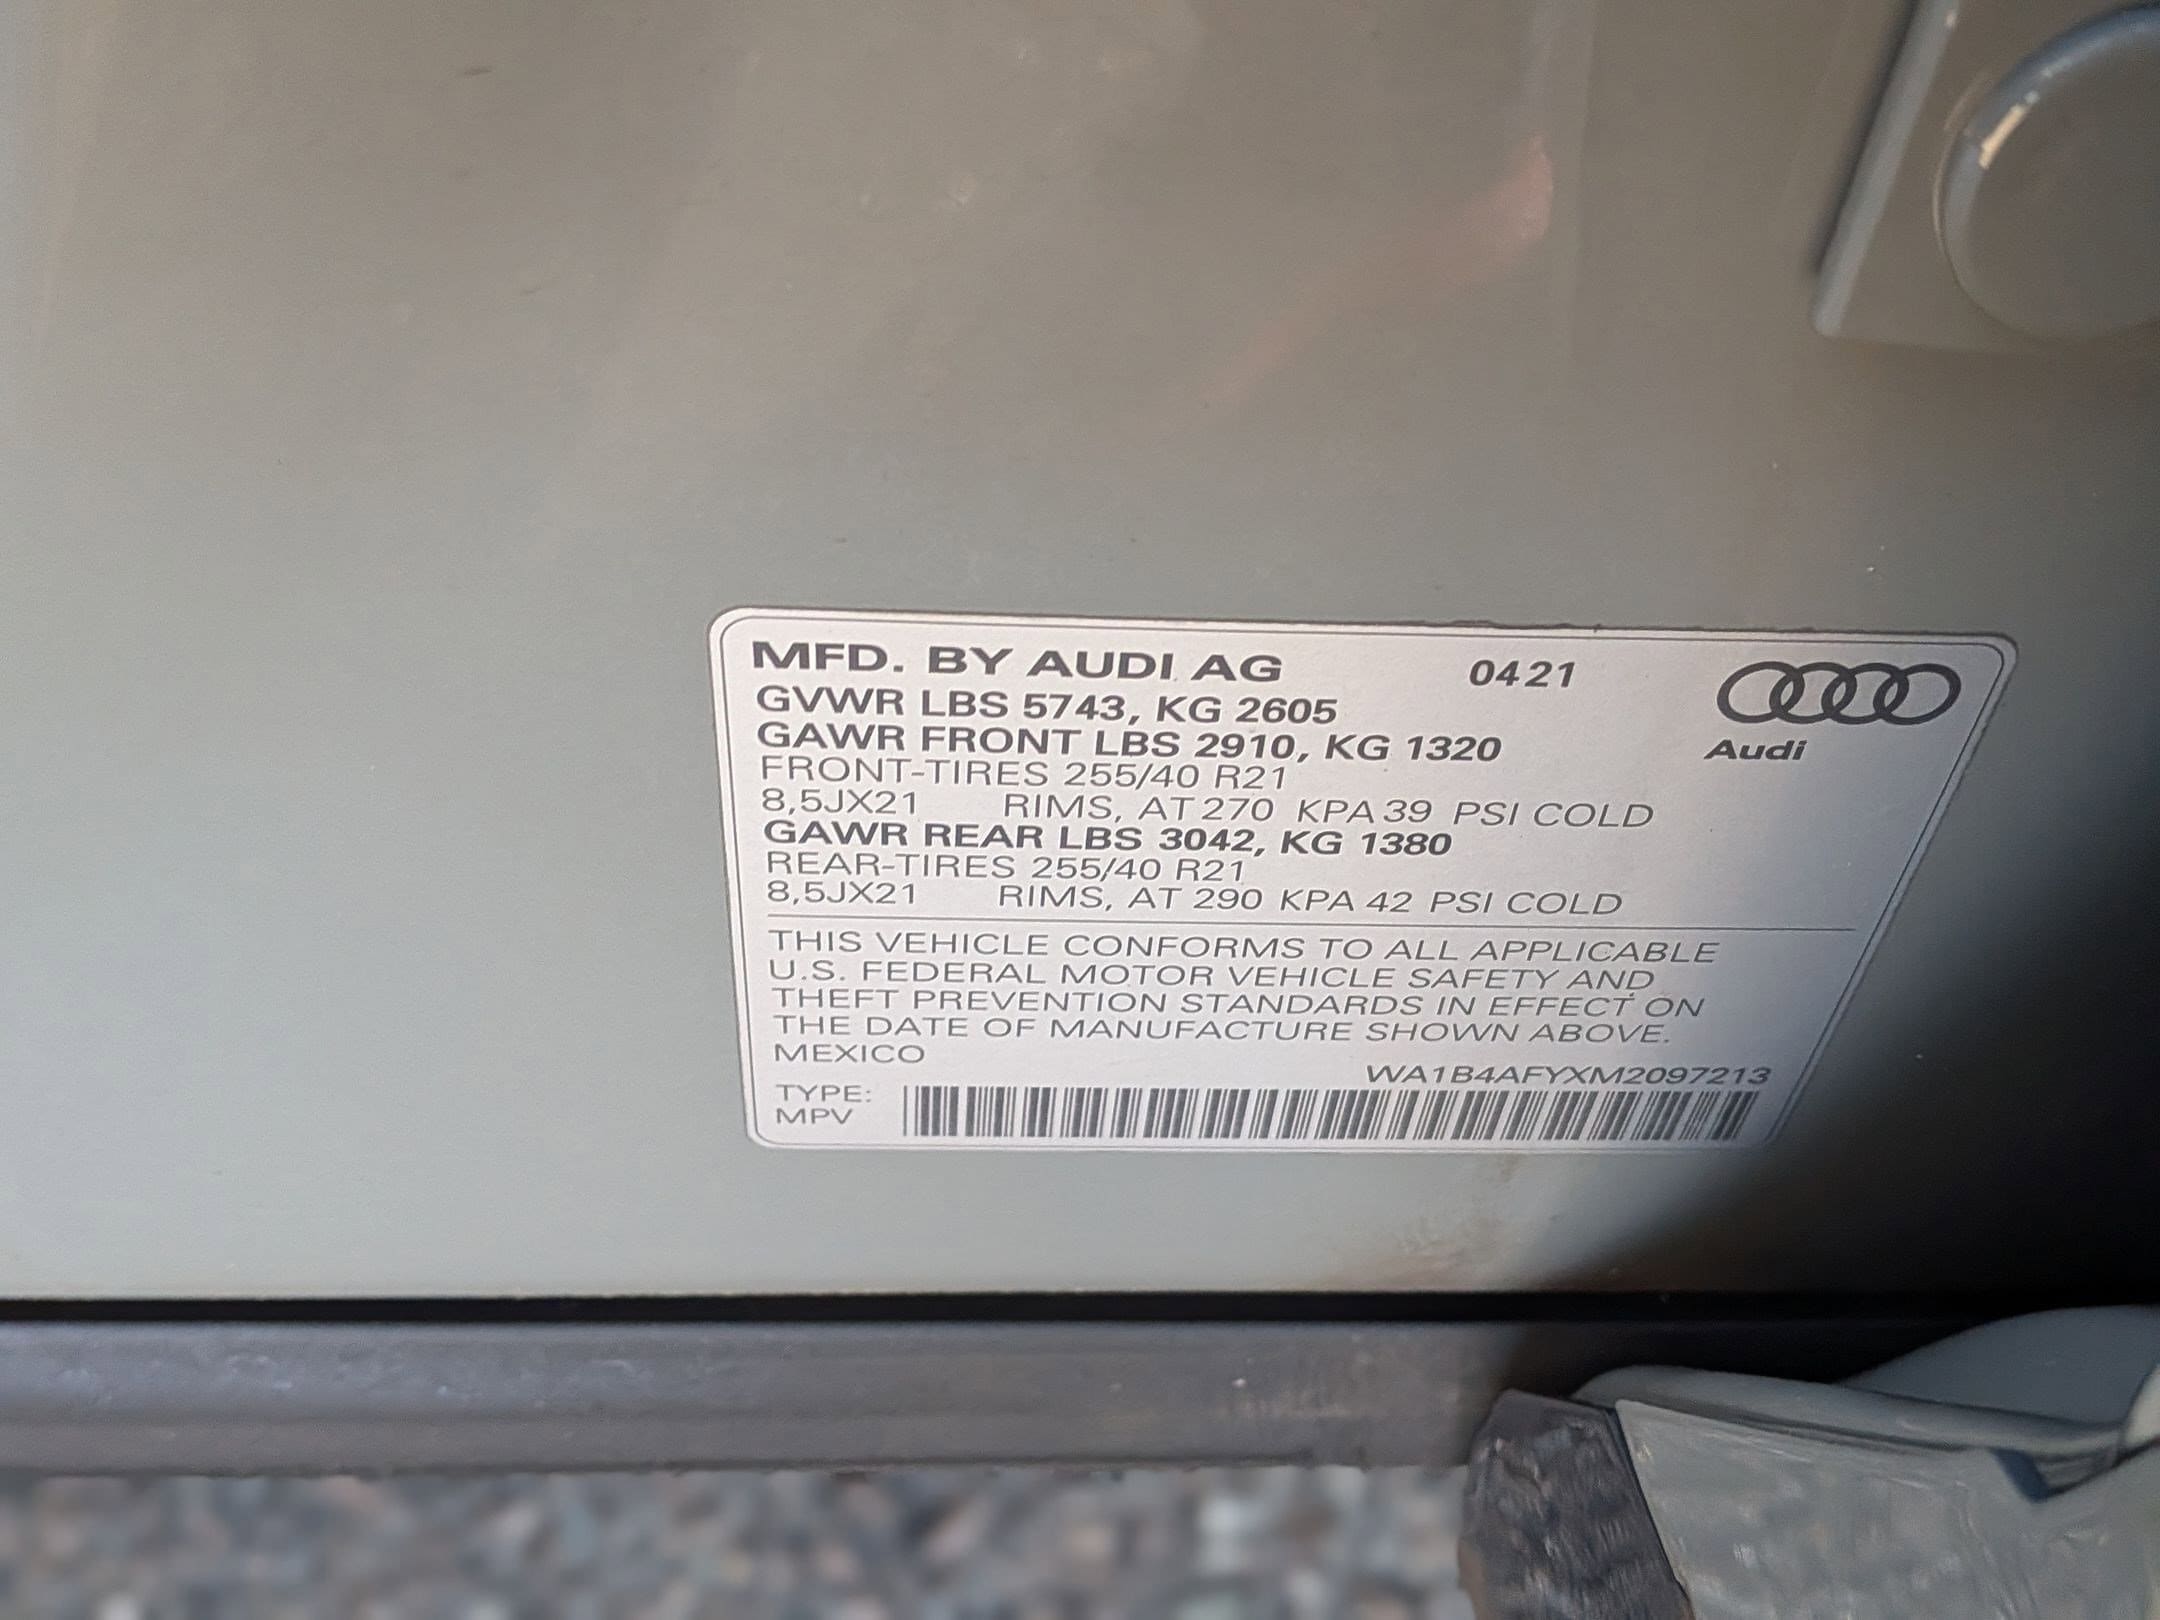 MFD. BY AUDI AG 0421
GVWR LBS 5743, KG 2605
GAWR FRONT LBS 2910, KG 1320
Audi
FRONT-TIRES 255/40 R21
8,5JX21 RIMS, AT 270 KPA 39 PSI COLD
GAWR REAR LBS 3042, KG 1380
REAR-TIRES 255/40 R21
8,5JX21 RIMS, AT 290 KPA 42 PSI COLD
THIS VEHICLE CONFORMS TO ALL APPLICABLE
U.S. FEDERAL MOTOR VEHICLE SAFETY AND
THEFT PREVENTION STANDARDS IN EFFECT ON
THE DATE OF MANUFACTURE SHOWN ABOVE.
MEXICO
WA1B4AFYXM2097213
TYPE:
MPV